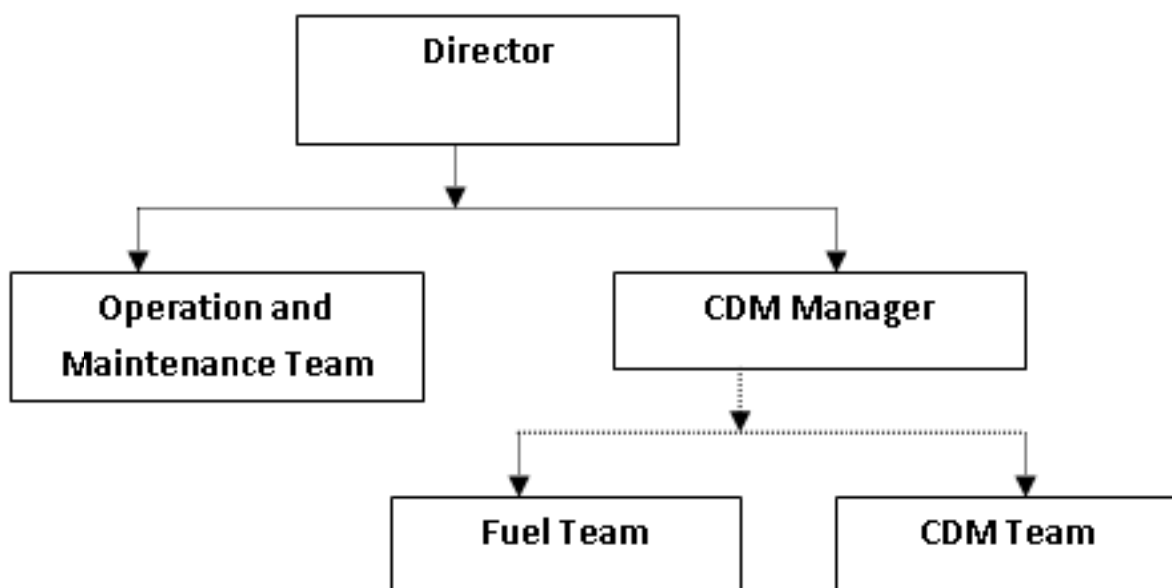 Director
Operation and
Maintenance Team
CDM Manager
Fuel Team
CDM Team